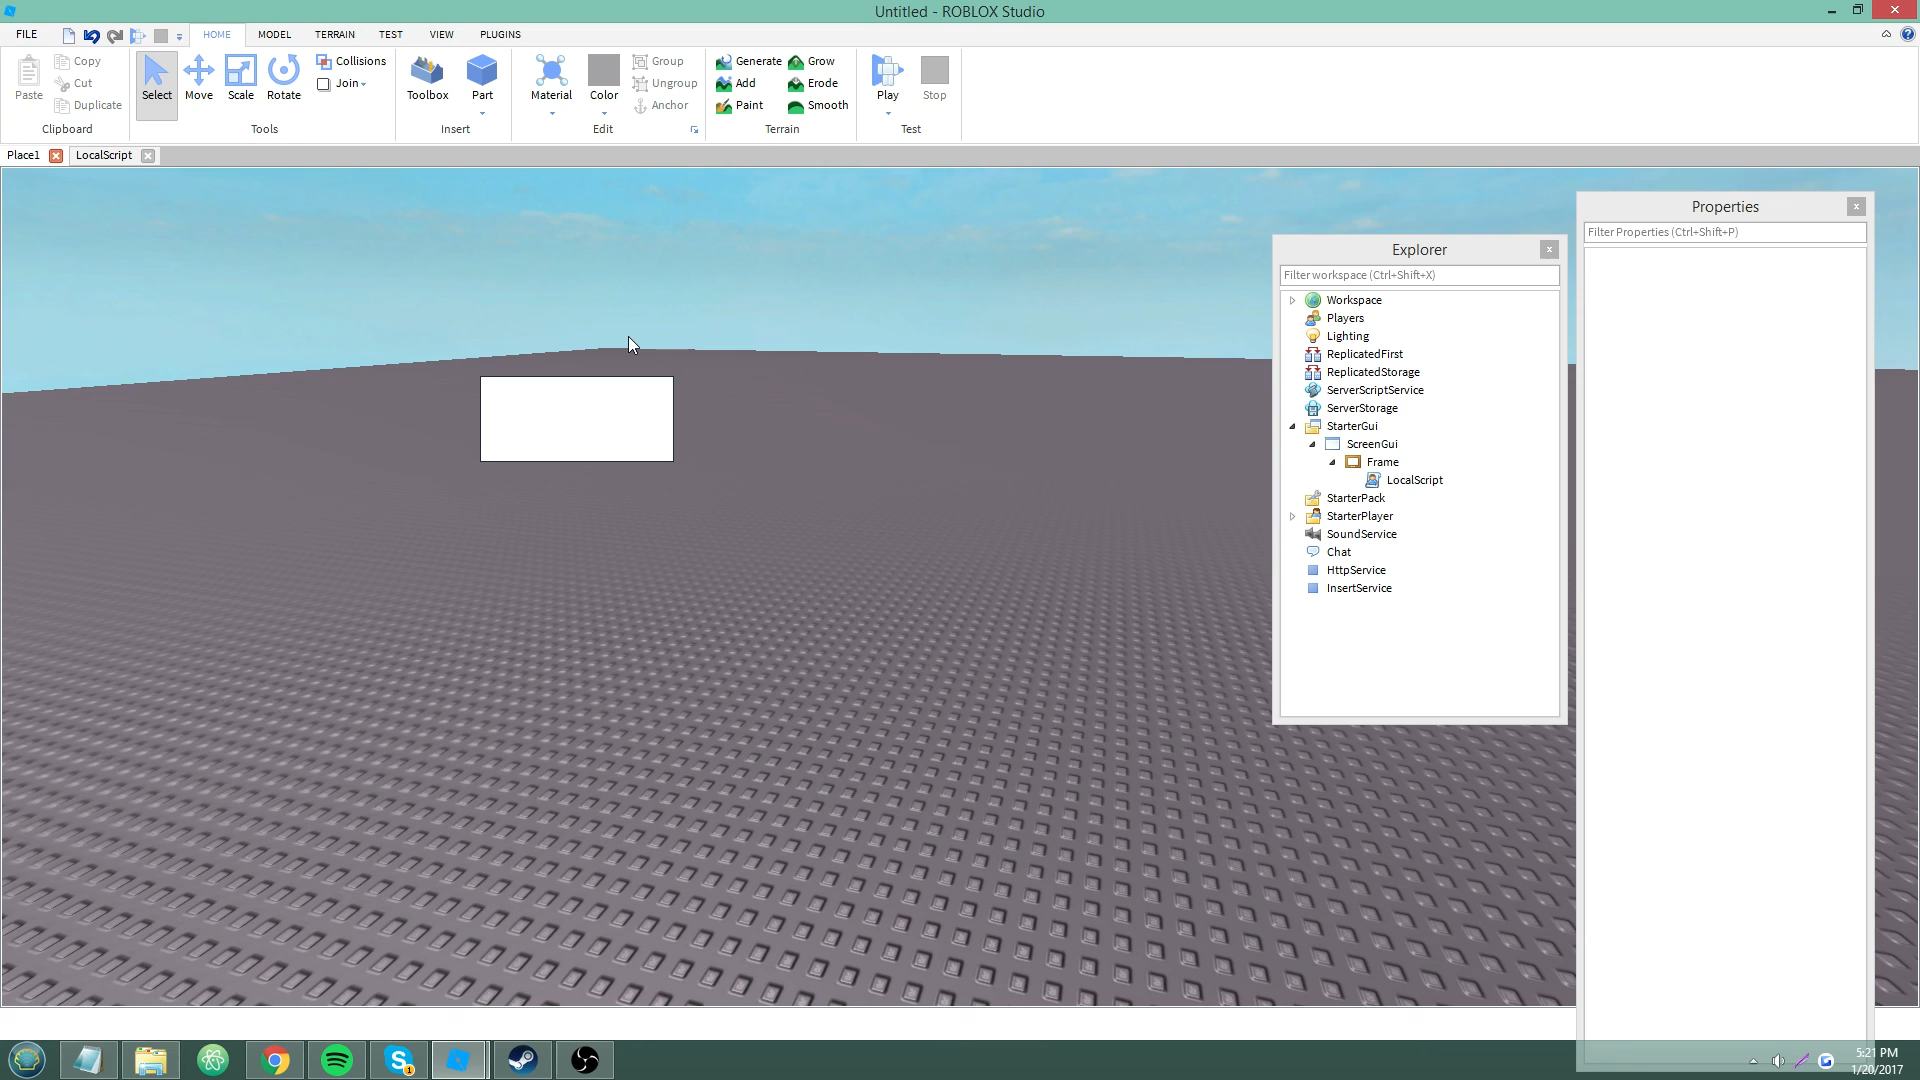 Untitled - ROBLOX Studio
FILE HOME MODEL TERRAIN TEST VIEW PLUGINS
Paste Copy Cut Duplicate
Select Move Scale Rotate Collisions Join
Toolbox Part
Material Color Group Ungroup Anchor
Generate Grow
Add Erode
Paint Smooth
Play Stop
Clipboard Tools Insert Edit Terrain Test
Place1 LocalScript
Properties
Filter Properties (Ctrl+Shift+P)
Explorer
Filter workspace (Ctrl+Shift+X)
Workspace
Players
Lighting
ReplicatedFirst
ReplicatedStorage
ServerScriptService
ServerStorage
StarterGui
ScreenGui
Frame
LocalScript
StarterPack
StarterPlayer
SoundService
Chat
HttpService
InsertService
1
5:21 PM
1/20/2017